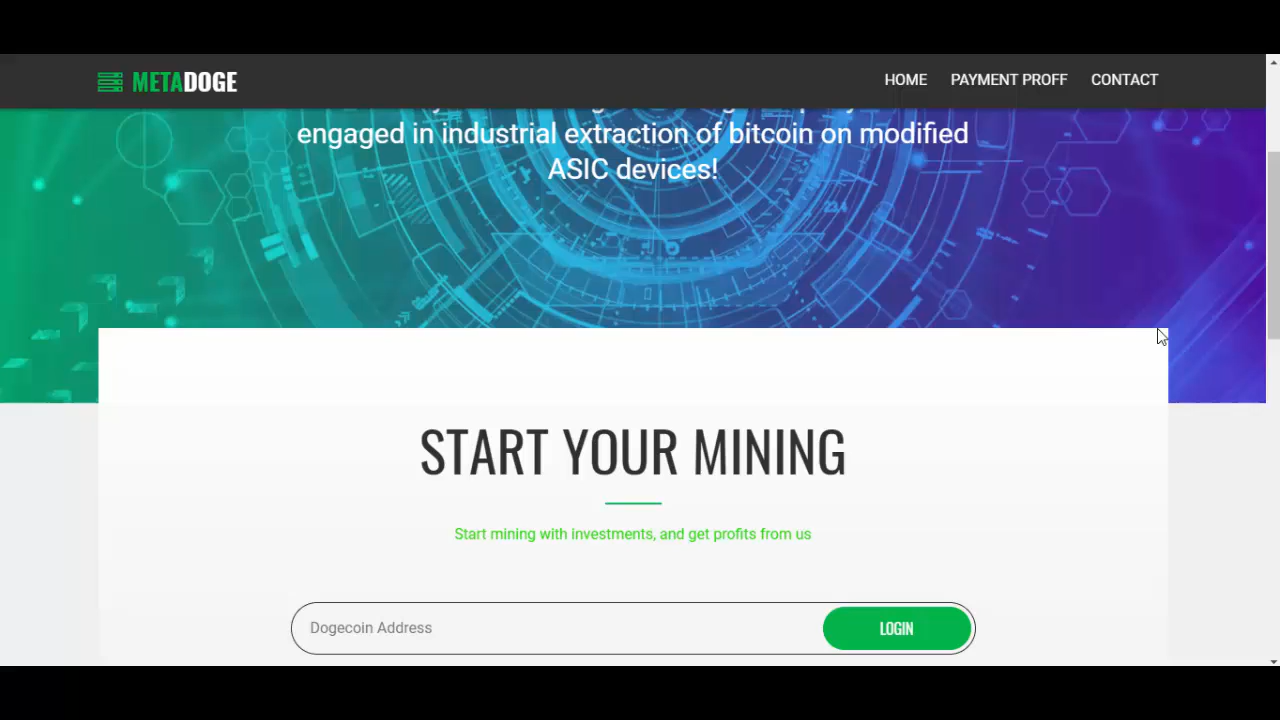 METADOGE
HOME PAYMENT PROFF CONTACT
engaged in industrial extraction of bitcoin on modified
ASIC devices!
234
START YOUR MINING
Start mining with investments, and get profits from us
Dogecoin Address
LOGIN